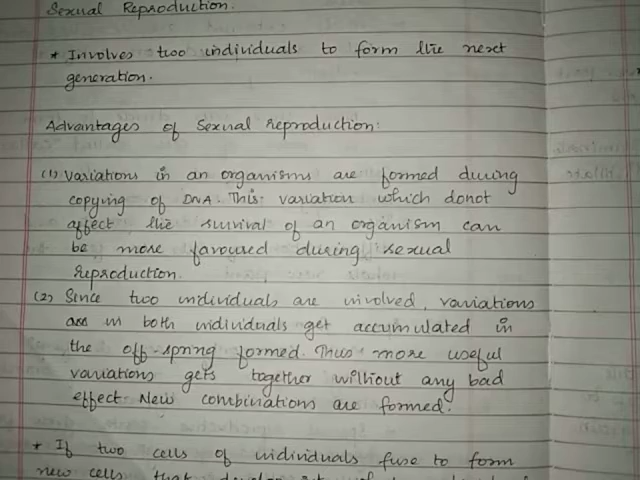 Sexual Reproduction.
* Involves two individuals to form the next
generation.
Advantages of Sexual Reproduction:
(1) Variations in an organisms are formed during
copying of DNA. This variation which donot
affect the survival of an organism can
be more favoured during sexual
reproduction.
(2) Since two individuals are involved, variations
in both individuals get accumulated in
the off-spring formed. Thus more useful
variations gets together without any bad
effect. New combinations are formed.
* If two cells of individuals fuse to form
new cells that develop